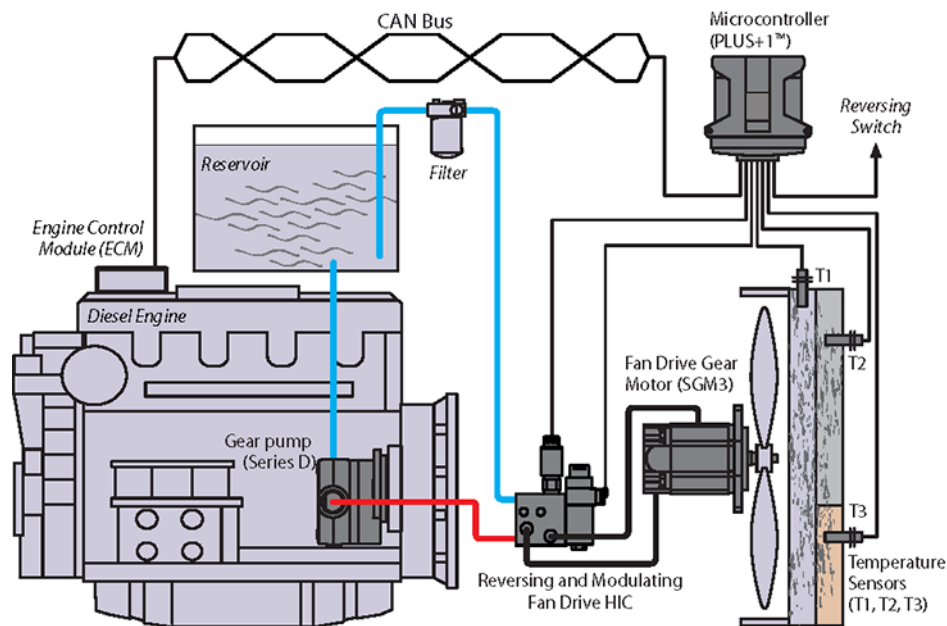 CAN Bus
Microcontroller
(PLUS+1™)
Reversing
Switch
Reservoir
Filter
Engine Control
Module (ECM)
Diesel Engine
T1
T2
Fan Drive Gear
Motor (SGM3)
Gear pump
(Series D)
T3
Temperature
Sensors
(T1, T2, T3)
Reversing and Modulating
Fan Drive HIC